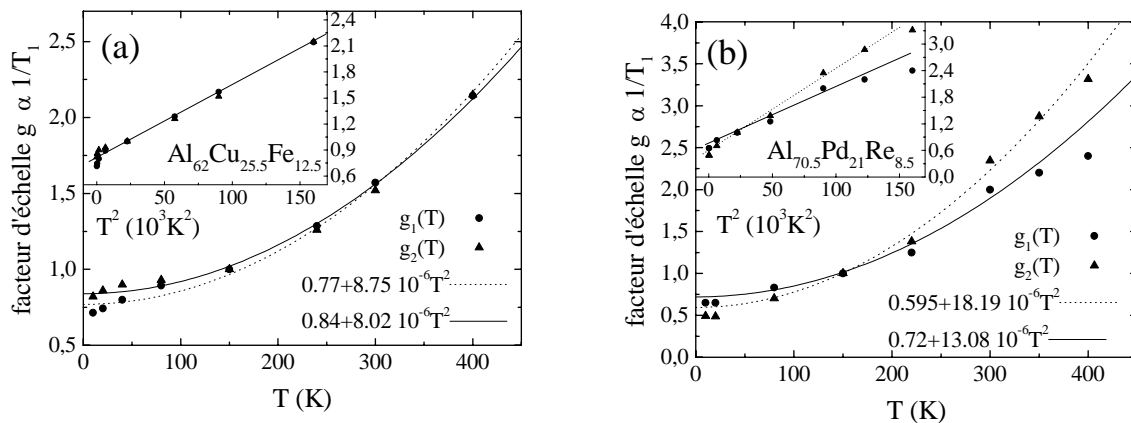 (a)
facteur d'échelle g α 1/T₁
2,5
2,0
1,5
1,0
0,5
0 100 200 300 400
T (K)
2,4
2,1
1,8
1,5
1,2
0,9
0,6
0 50 100 150
T² (10³K²)
Al₆₂Cu₂₅.₅Fe₁₂.₅
g₁(T)
g₂(T)
0.77+8.75 10⁻⁶T²
0.84+8.02 10⁻⁶T²
(b)
facteur d'échelle g α 1/T₁
4,0
3,5
3,0
2,5
2,0
1,5
1,0
0,5
0,0
0 100 200 300 400
T (K)
3,0
2,4
1,8
1,2
0,6
0,0
0 50 100 150
T² (10³K²)
Al₇₀.₅Pd₂₁Re₈.₅
g₁(T)
g₂(T)
0.595+18.19 10⁻⁶T²
0.72+13.08 10⁻⁶T²